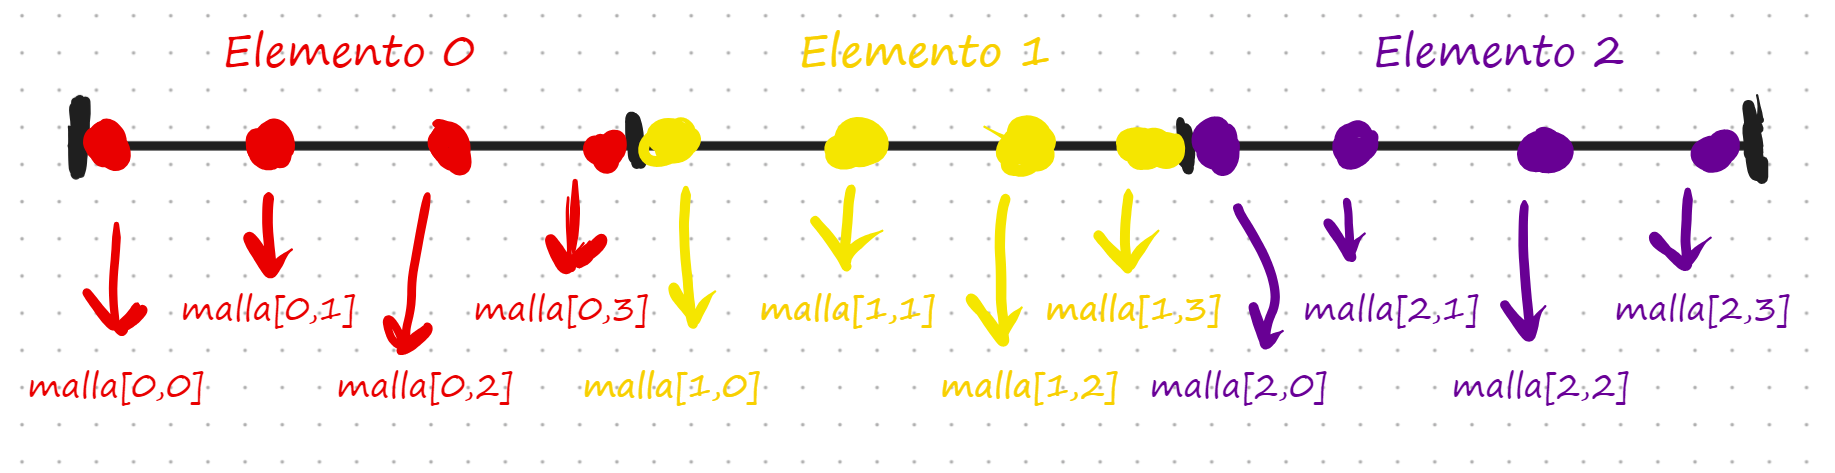 Elemento 0
Elemento 1
Elemento 2
malla[0,1]
malla[0,3]
malla[1,1]
malla[1,3]
malla[2,1]
malla[2,3]
malla[0,0]
malla[0,2]
malla[1,0]
malla[1,2]
malla[2,0]
malla[2,2]